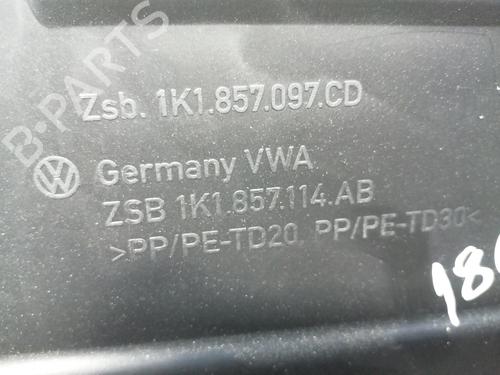 B-PARTS
Zsb. 1K1.857.097.CD
Germany VWA
ZSB 1K1.857.114.AB
>PP/PE-TD20, PP/PE-TD30<